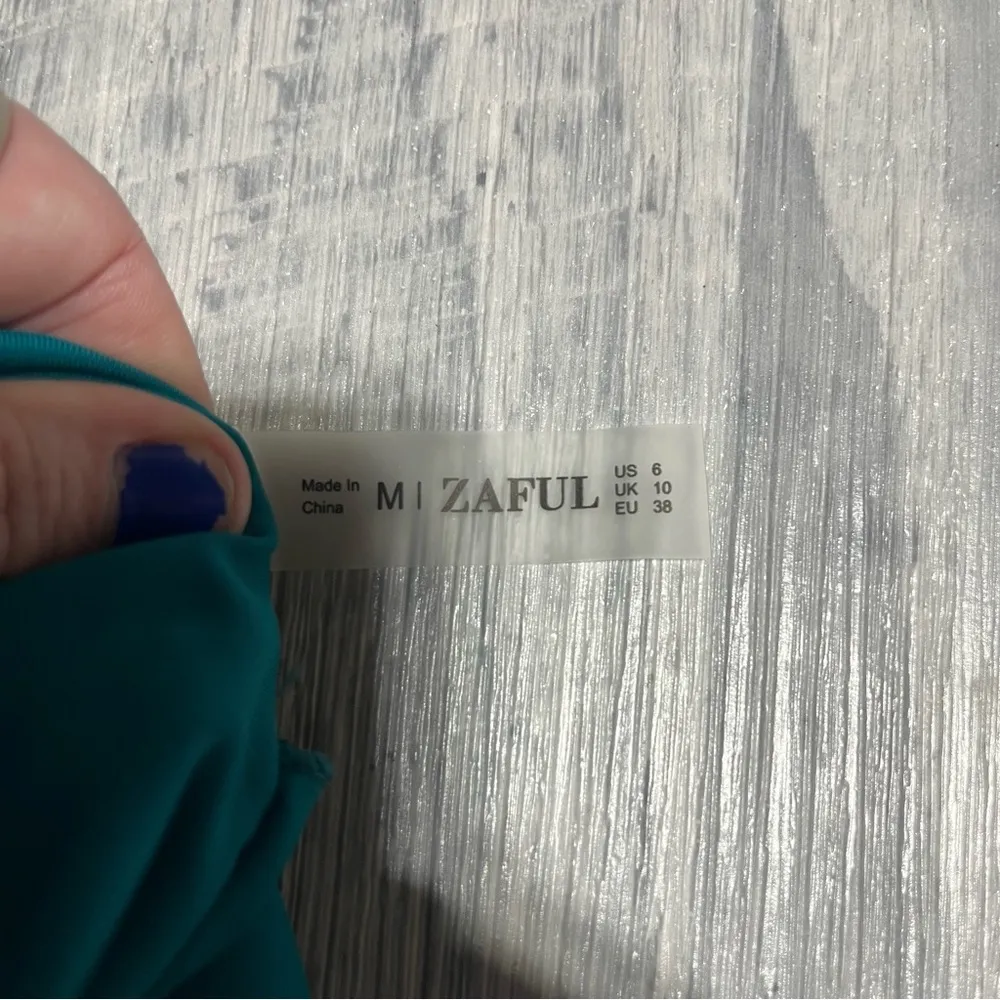 Made In
China
M | ZAFUL
US 6
UK 10
EU 38